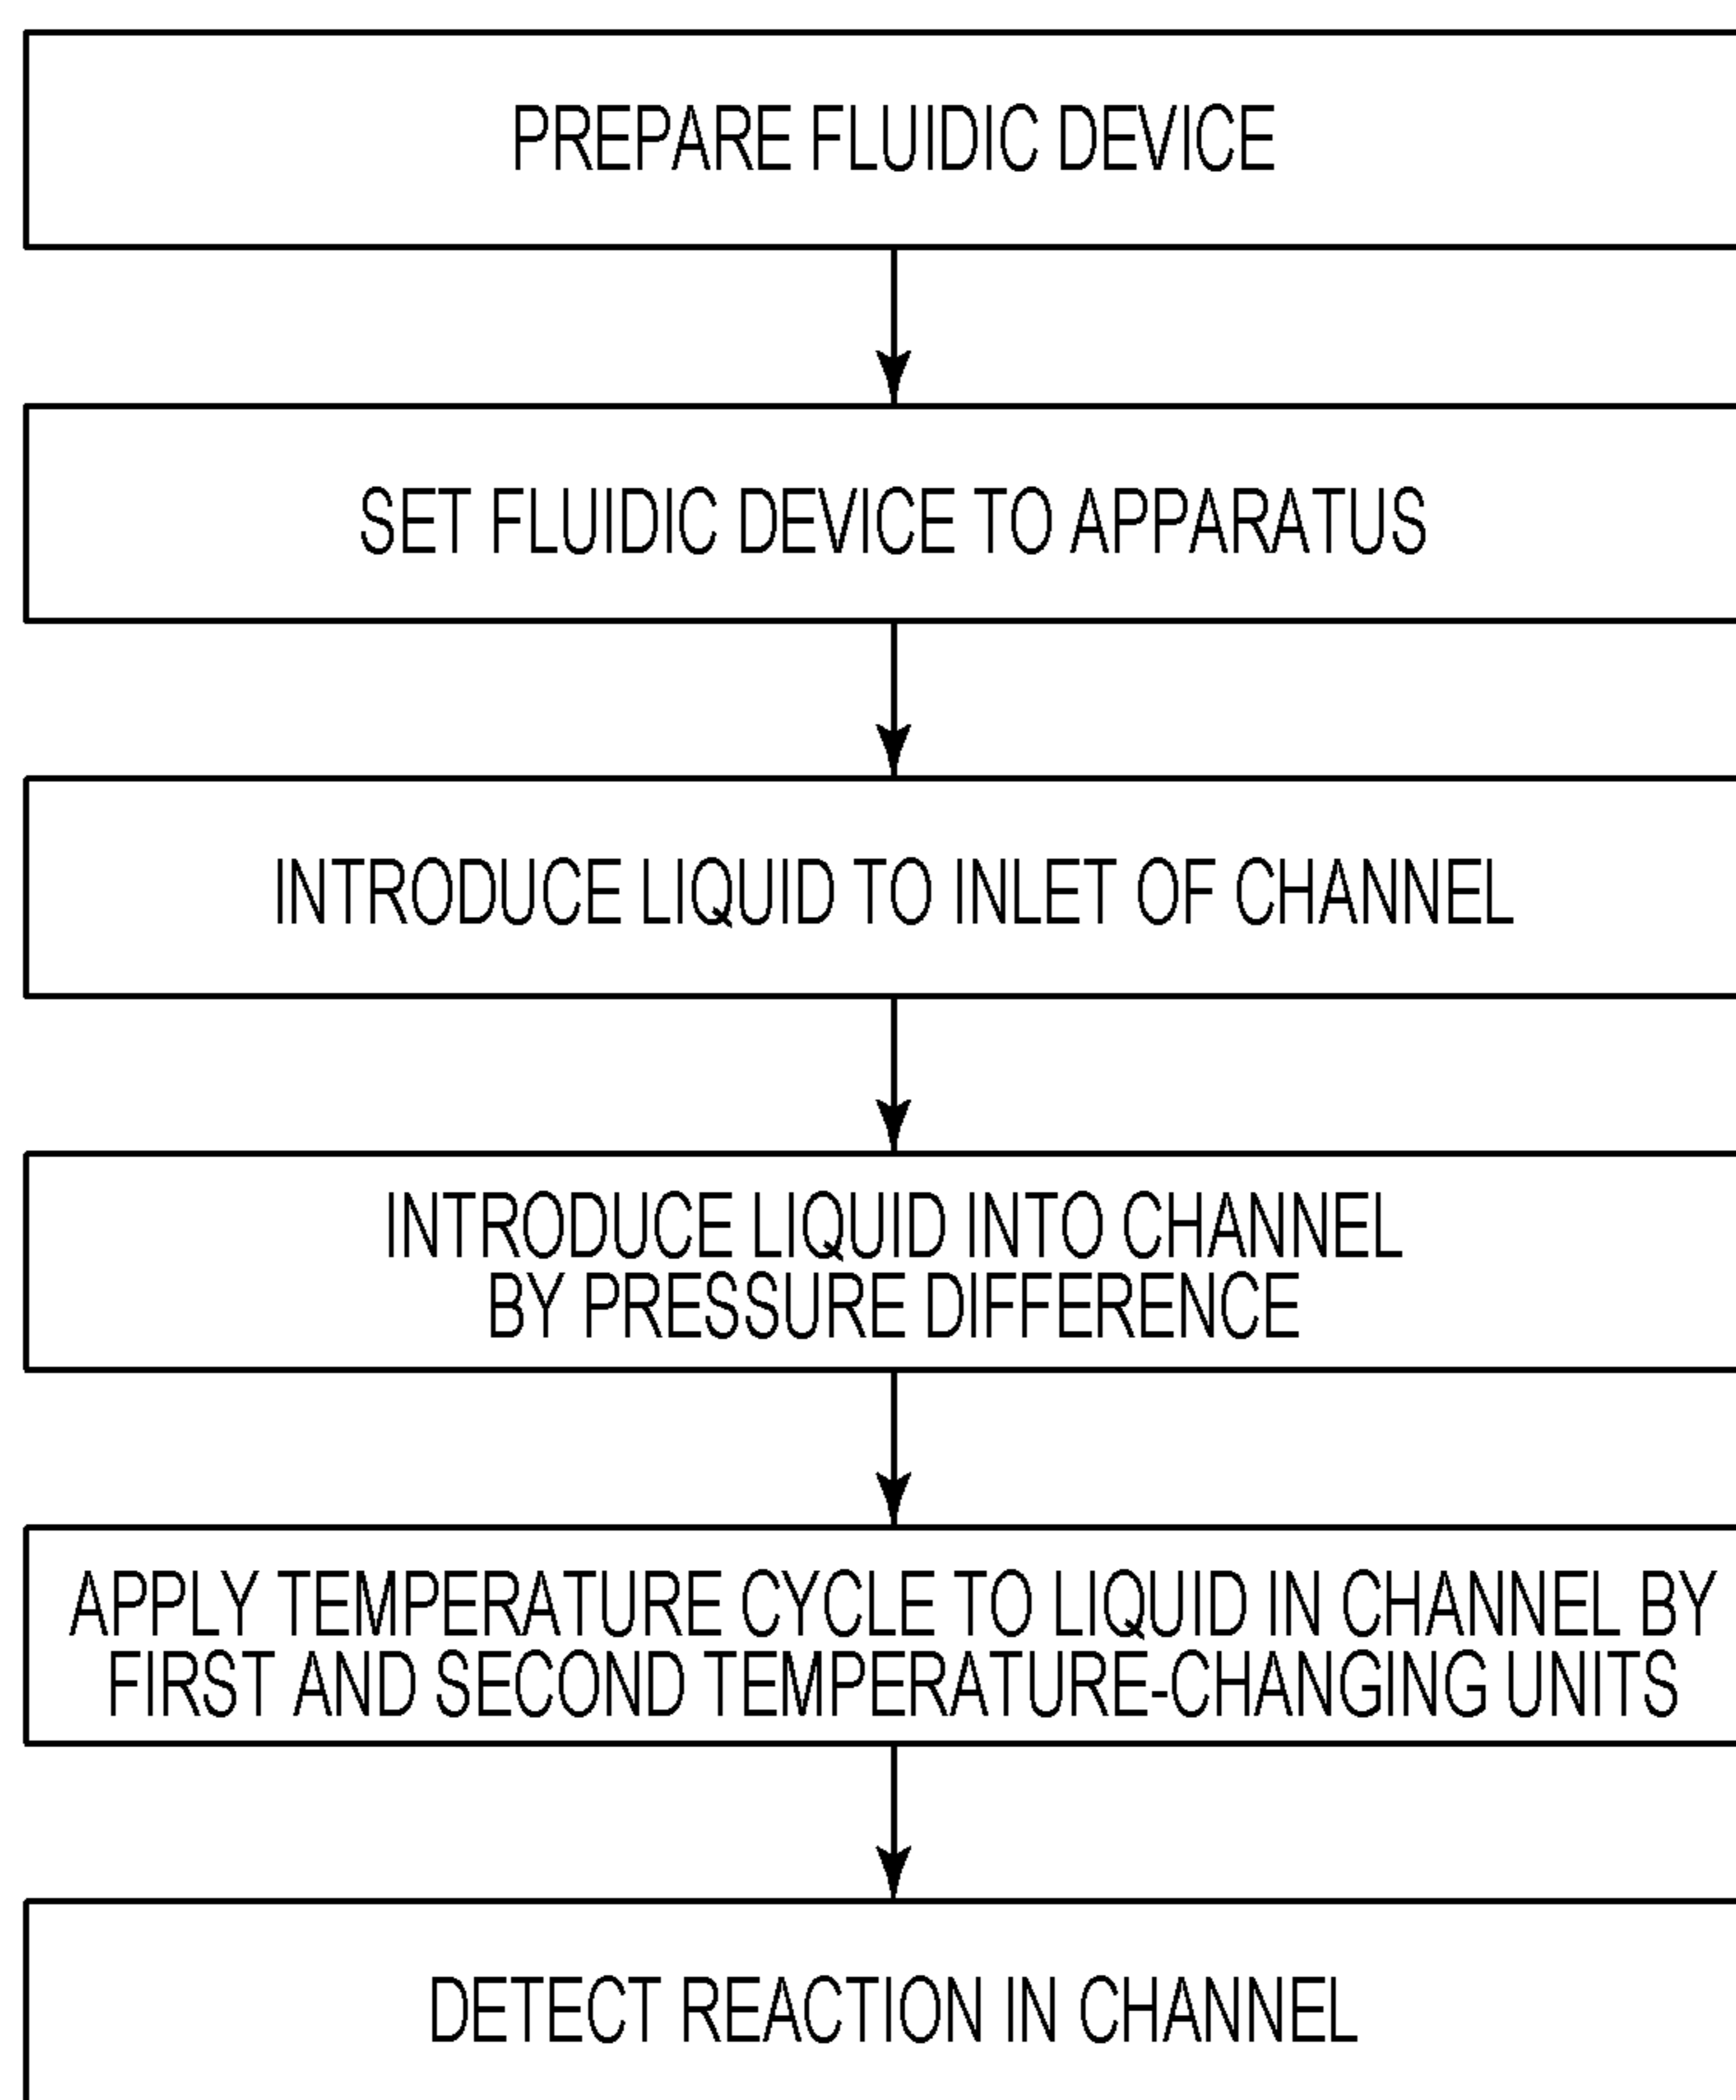 PREPARE FLUIDIC DEVICE
SET FLUIDIC DEVICE TO APPARATUS
INTRODUCE LIQUID TO INLET OF CHANNEL
INTRODUCE LIQUID INTO CHANNEL
BY PRESSURE DIFFERENCE
APPLY TEMPERATURE CYCLE TO LIQUID IN CHANNEL BY
FIRST AND SECOND TEMPERATURE-CHANGING UNITS
DETECT REACTION IN CHANNEL